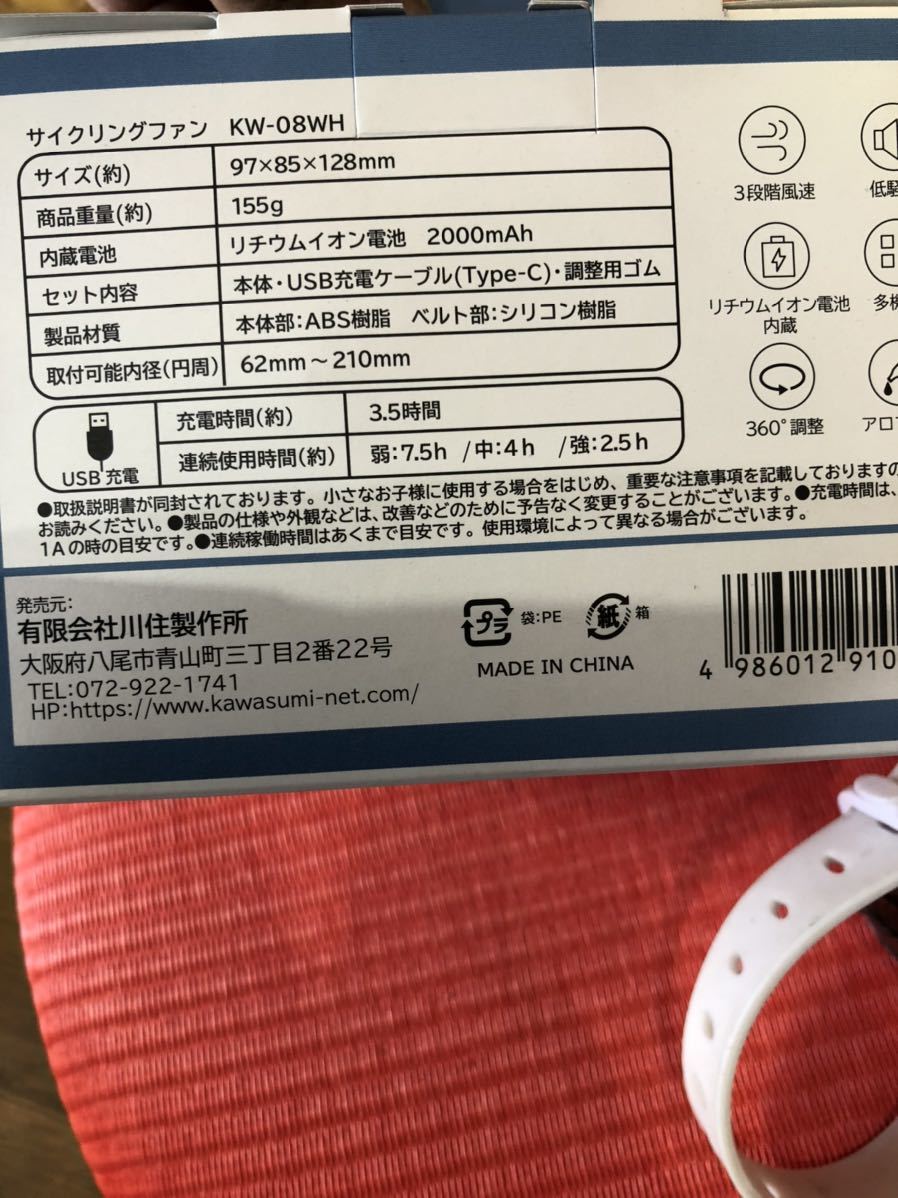 サイクリングファン KW-08WH
サイズ(約) 97×85×128mm
商品重量(約) 155g
内蔵電池 リチウムイオン電池 2000mAh
セット内容 本体・USB充電ケーブル(Type-C)・調整用ゴム
製品材質 本体部:ABS樹脂 ベルト部:シリコン樹脂
取付可能内径(円周) 62mm～210mm
USB充電
充電時間(約) 3.5時間
連続使用時間(約) 弱:7.5h /中:4h /強:2.5h
3段階風速
リチウムイオン電池
内蔵
360°調整
●取扱説明書が同封されております。小さなお子様に使用する場合をはじめ、重要な注意事項を記載しておりますの
お読みください。●製品の仕様や外観などは、改善などのために予告なく変更することがございます。●充電時間は、
1Aの時の目安です。●連続稼働時間はあくまで目安です。使用環境によって異なる場合がございます。
発売元:
有限会社川住製作所
大阪府八尾市青山町三丁目2番22号
TEL:072-922-1741
HP:https://www.kawasumi-net.com/
プラ 袋:PE 紙 箱
MADE IN CHINA
4 986012 910